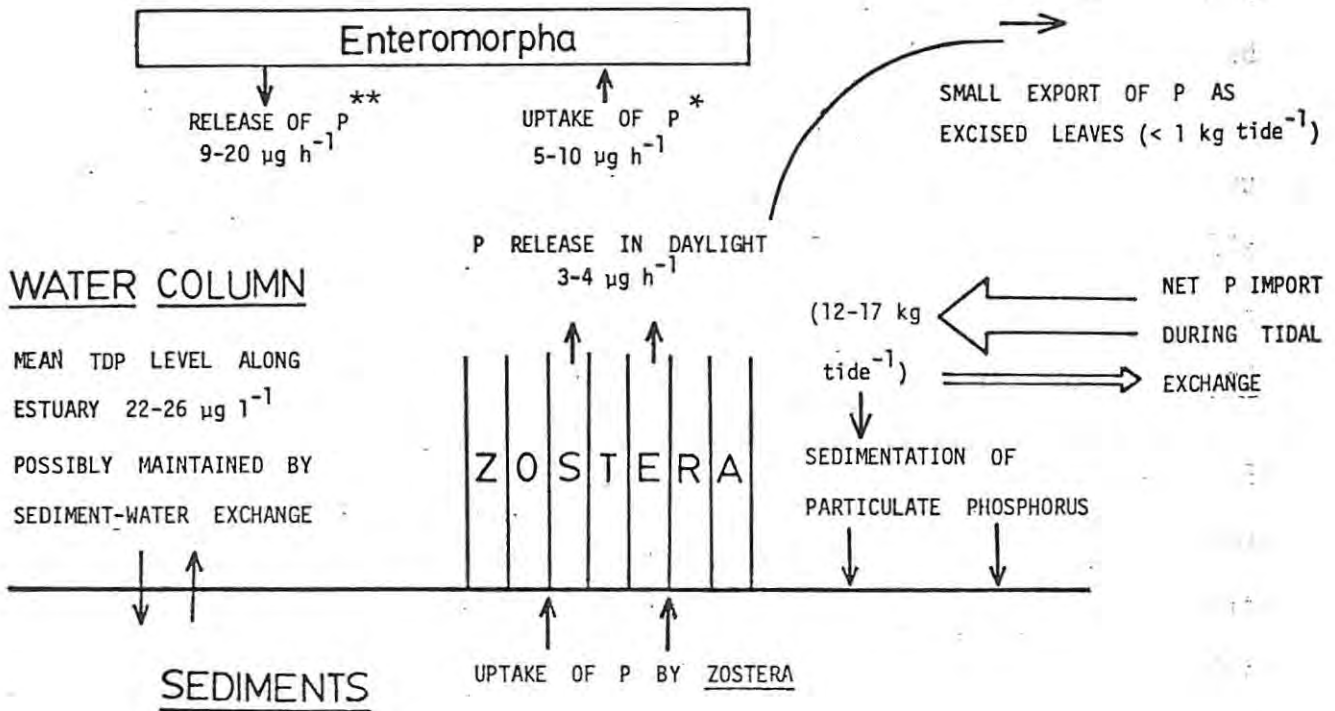 Enteromorpha
RELEASE OF P **
9-20 µg h⁻¹
UPTAKE OF P *
5-10 µg h⁻¹
SMALL EXPORT OF P AS
EXCISED LEAVES (< 1 kg tide⁻¹)
P RELEASE IN DAYLIGHT
3-4 µg h⁻¹
WATER COLUMN
MEAN TDP LEVEL ALONG
ESTUARY 22-26 µg l⁻¹
POSSIBLY MAINTAINED BY
SEDIMENT-WATER EXCHANGE
ZOSTERA
(12-17 kg
tide⁻¹)
NET P IMPORT
DURING TIDAL
EXCHANGE
SEDIMENTATION OF
PARTICULATE PHOSPHORUS
UPTAKE OF P BY ZOSTERA
SEDIMENTS